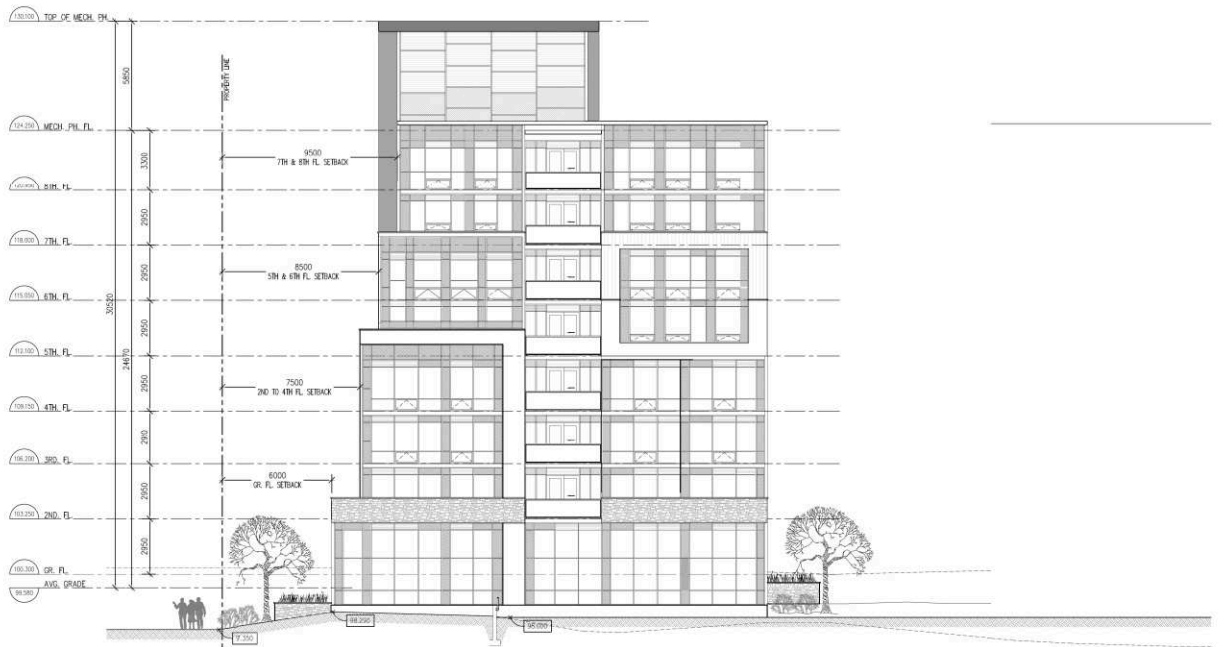 130.100 TOP OF MECH. PH.
PROPERTY LINE
5850
124.250 MECH. PH. FL.
9500
7TH & 8TH FL. SETBACK
3300
8TH. FL.
2950
118.000 7TH. FL.
8500
5TH & 6TH FL. SETBACK
2950
115.050 6TH. FL
30520
2950
24670
112.100 5TH. FL
7500
2ND TO 4TH FL. SETBACK
2950
109.150 4TH. FL
2910
106.200 3RD. FL
6000
GR. FL. SETBACK
2950
103.250 2ND. FL
2950
100.300 GR. FL.
AVG. GRADE
99.580
98.290